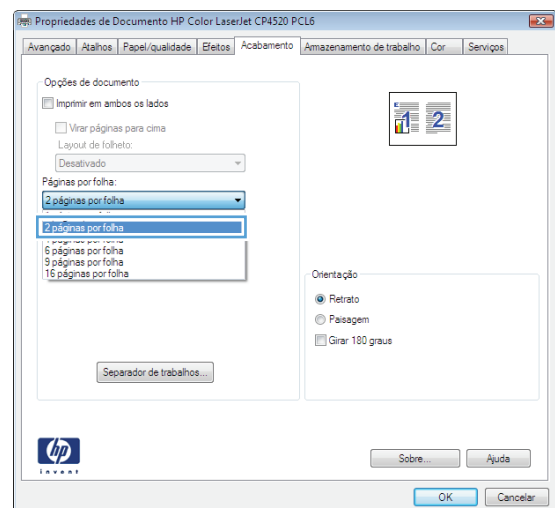 Propriedades de Documento HP Color LaserJet CP4520 PCL6
Avançado Atalhos Papel/qualidade Efeitos Acabamento Armazenamento de trabalho Cor Serviços
Opções de documento
Imprimir em ambos os lados
Virar páginas para cima
Layout de folheto:
Desativado
Páginas por folha:
2 páginas por folha
2 páginas por folha
6 páginas por folha
9 páginas por folha
16 páginas por folha
1 2
Orientação
Retrato
Paisagem
Girar 180 graus
Separador de trabalhos...
hp
invent
Sobre... Ajuda
OK Cancelar